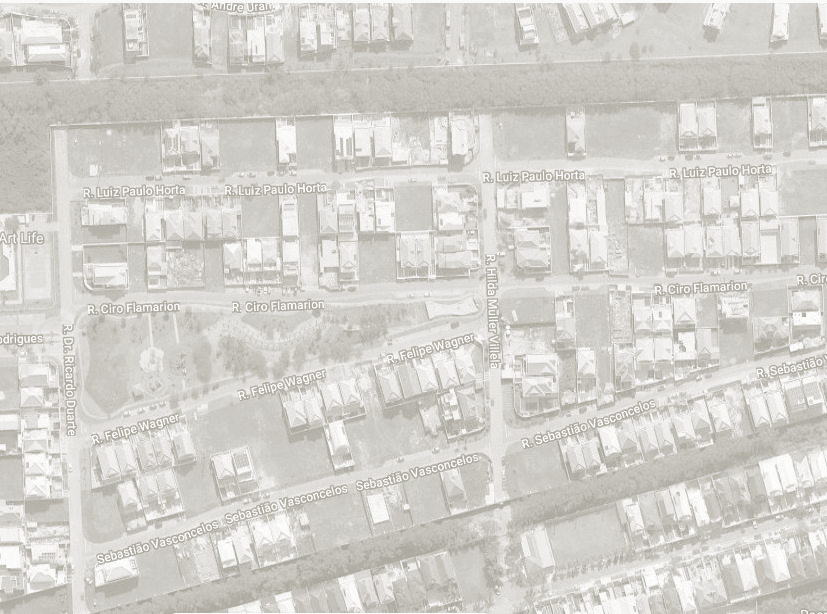 R. André Uran
R. Luiz Paulo Horta
R. Luiz Paulo Horta
R. Luiz Paulo Horta
R. Luiz Paulo Horta
Art Life
R. Hilda Müller Villela
R. Ciro Flamarion
R. Ciro Flamarion
R. Ciro Flamarion
R. Ciro
odrigues
R. Dr. Ricardo Duarte
R. Felipe Wagner
R. Felipe Wagner
R. Felipe Wagner
R. Sebastião V
R. Sebastião Vasconcelos
Sebastião Vasconcelos
Sebastião Vasconcelos
Sebastião Vasconcelos